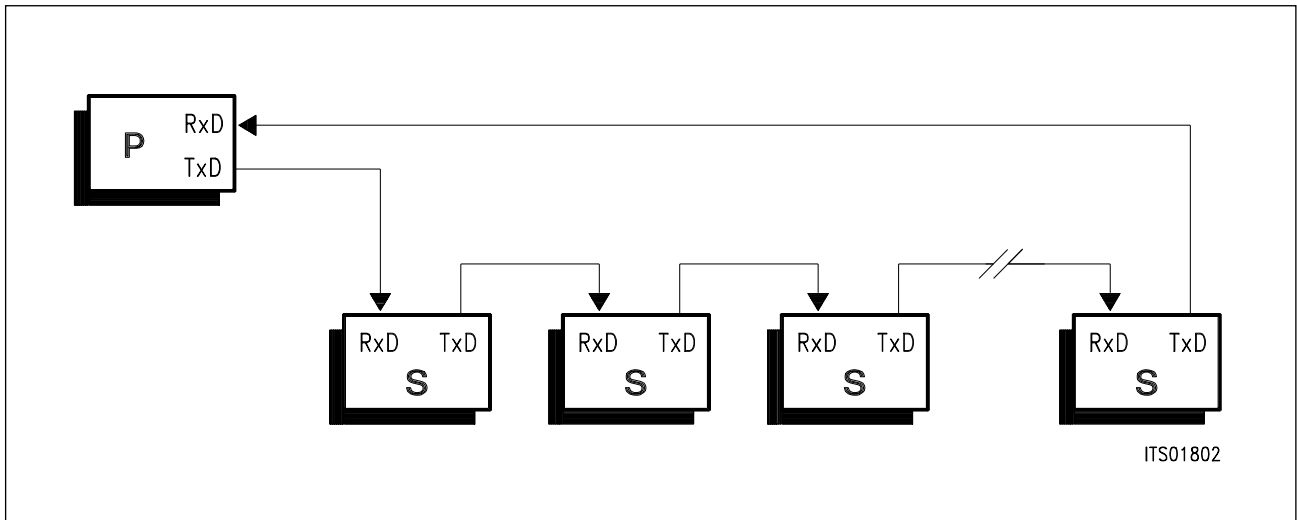 P
RxD
TxD
RxD TxD
S
RxD TxD
S
RxD TxD
S
RxD TxD
S
ITS01802